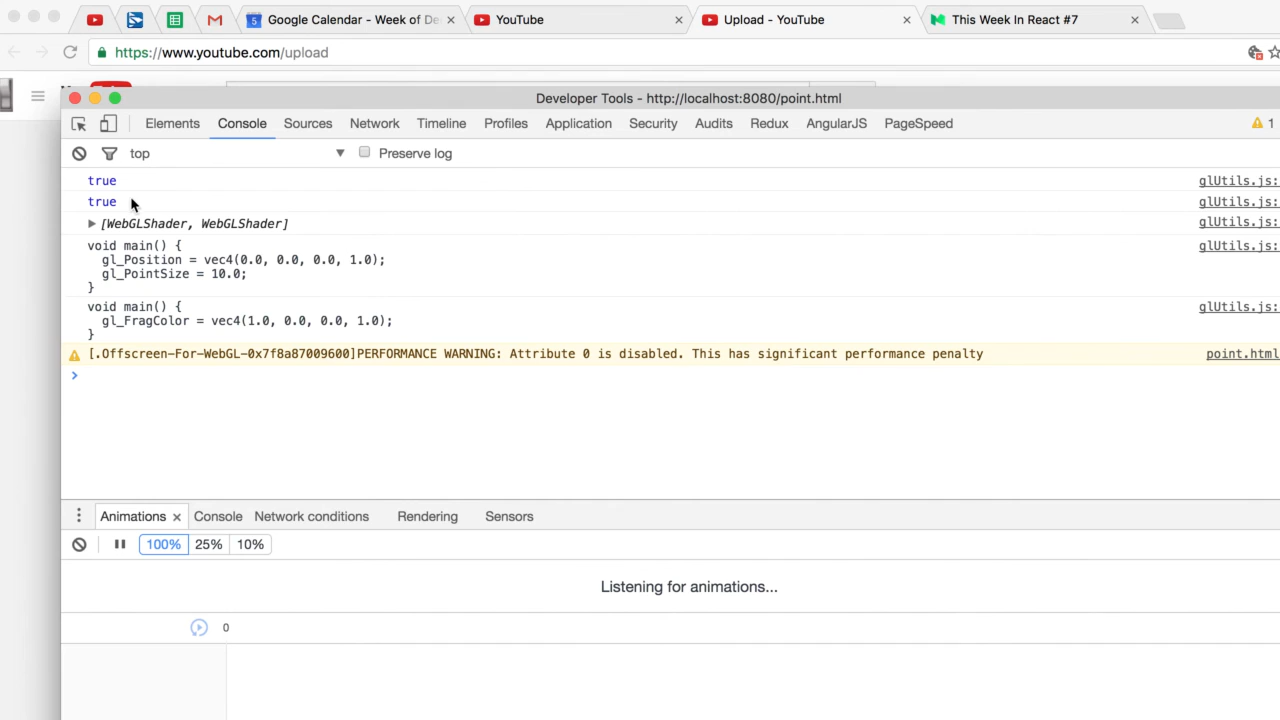 Google Calendar - Week of De
YouTube
Upload - YouTube
This Week In React #7
https://www.youtube.com/upload
Developer Tools - http://localhost:8080/point.html
Elements Console Sources Network Timeline Profiles Application Security Audits Redux AngularJS PageSpeed 1
top Preserve log
true glUtils.js:
true glUtils.js:
[WebGLShader, WebGLShader] glUtils.js:
void main() { glUtils.js:
gl_Position = vec4(0.0, 0.0, 0.0, 1.0);
gl_PointSize = 10.0;
}
void main() { glUtils.js:
gl_FragColor = vec4(1.0, 0.0, 0.0, 1.0);
}
[.Offscreen-For-WebGL-0x7f8a87009600]PERFORMANCE WARNING: Attribute 0 is disabled. This has significant performance penalty point.html
>
Animations × Console Network conditions Rendering Sensors
100% 25% 10%
Listening for animations...
0